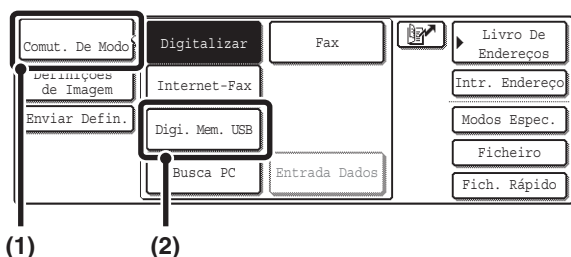 Comut. De Modo
Digitalizar
Fax
Livro De
Endereços
Definições
de Imagem
Internet-Fax
Intr. Endereço
Enviar Defin.
Digi. Mem. USB
Modos Espec.
Busca PC
Entrada Dados
Ficheiro
Fich. Rápido
(1)
(2)